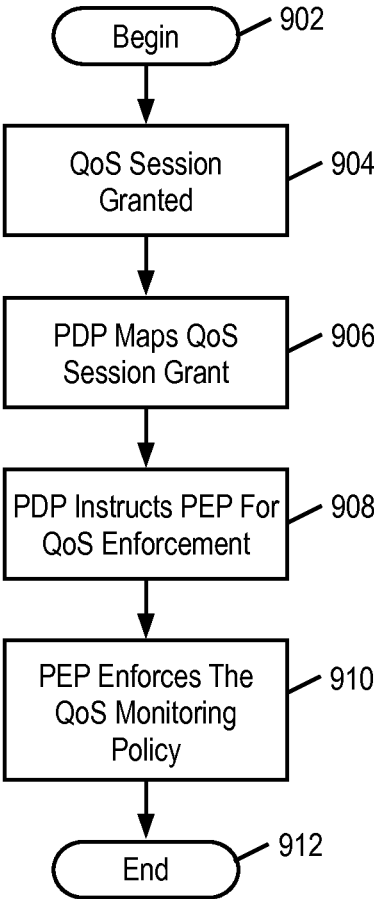 Begin
902
QoS Session
Granted
904
PDP Maps QoS
Session Grant
906
PDP Instructs PEP For
QoS Enforcement
908
PEP Enforces The
QoS Monitoring
Policy
910
End
912